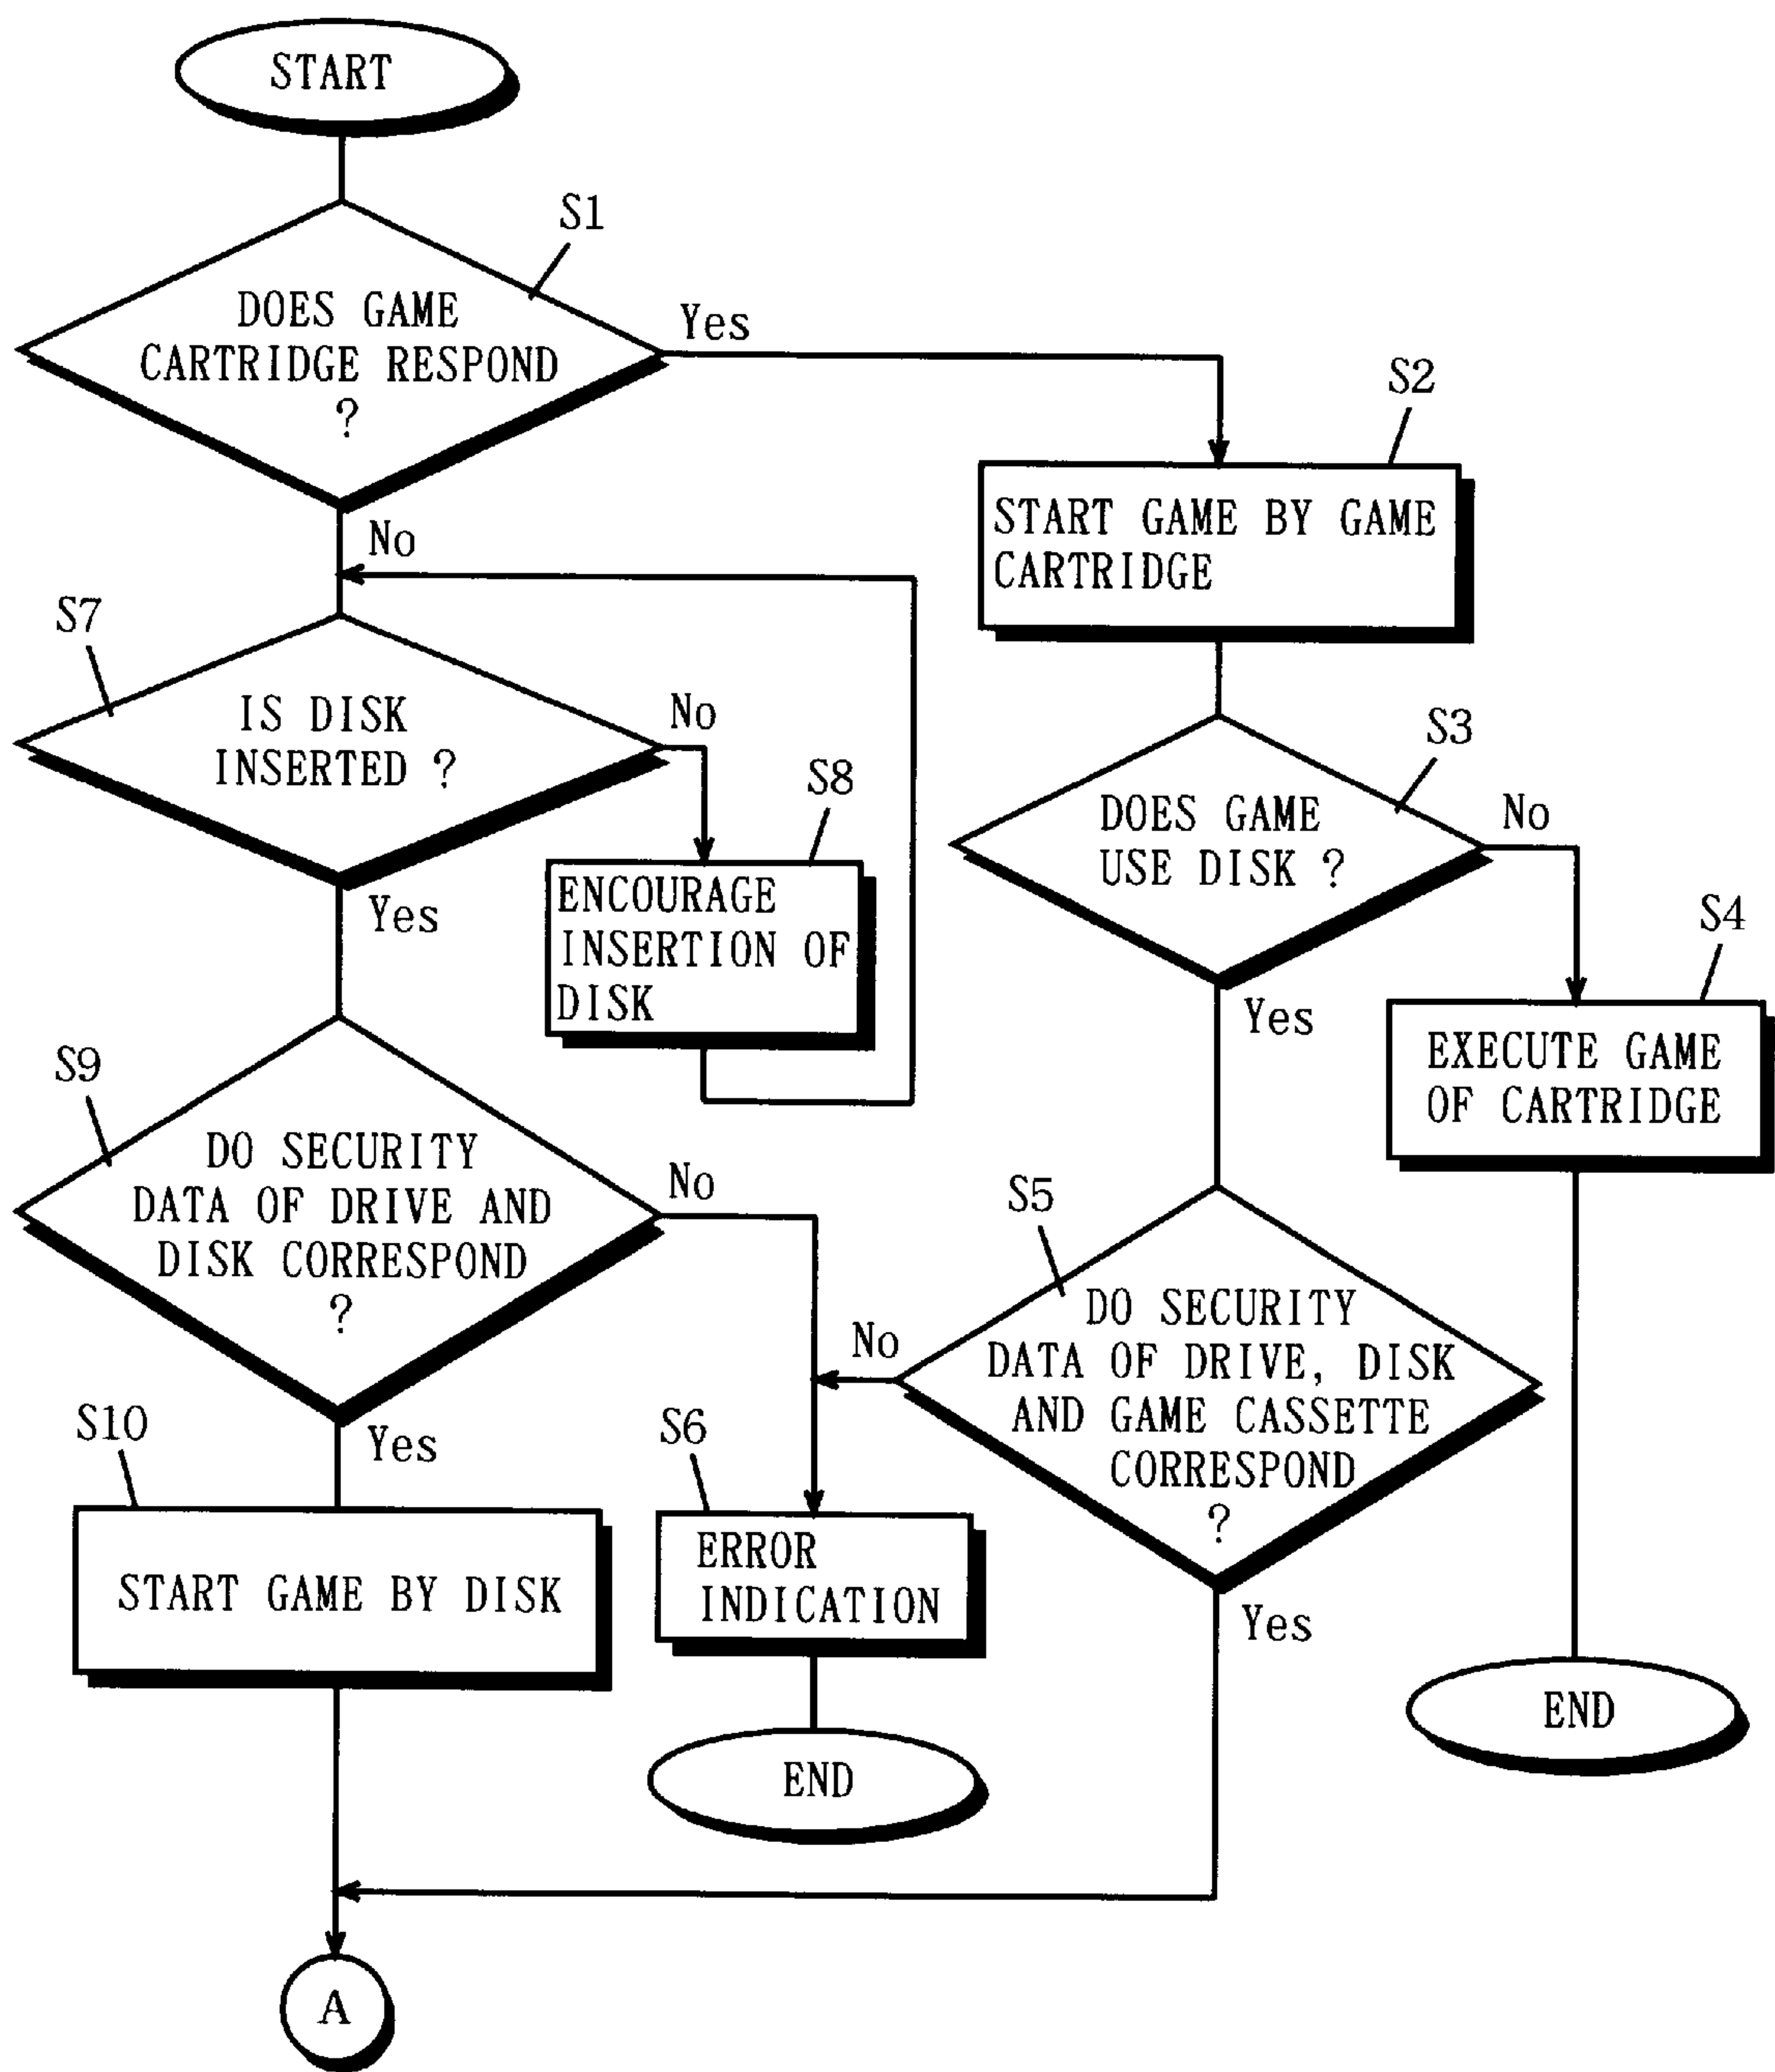 START
S1
DOES GAME
CARTRIDGE RESPOND
?
Yes
No
S2
START GAME BY GAME
CARTRIDGE
S7
IS DISK
INSERTED ?
No
Yes
S8
ENCOURAGE
INSERTION OF
DISK
S3
DOES GAME
USE DISK ?
No
Yes
S4
EXECUTE GAME
OF CARTRIDGE
S9
DO SECURITY
DATA OF DRIVE AND
DISK CORRESPOND
?
No
Yes
S5
DO SECURITY
DATA OF DRIVE, DISK
AND GAME CASSETTE
CORRESPOND
?
No
Yes
S10
START GAME BY DISK
S6
ERROR
INDICATION
END
END
A